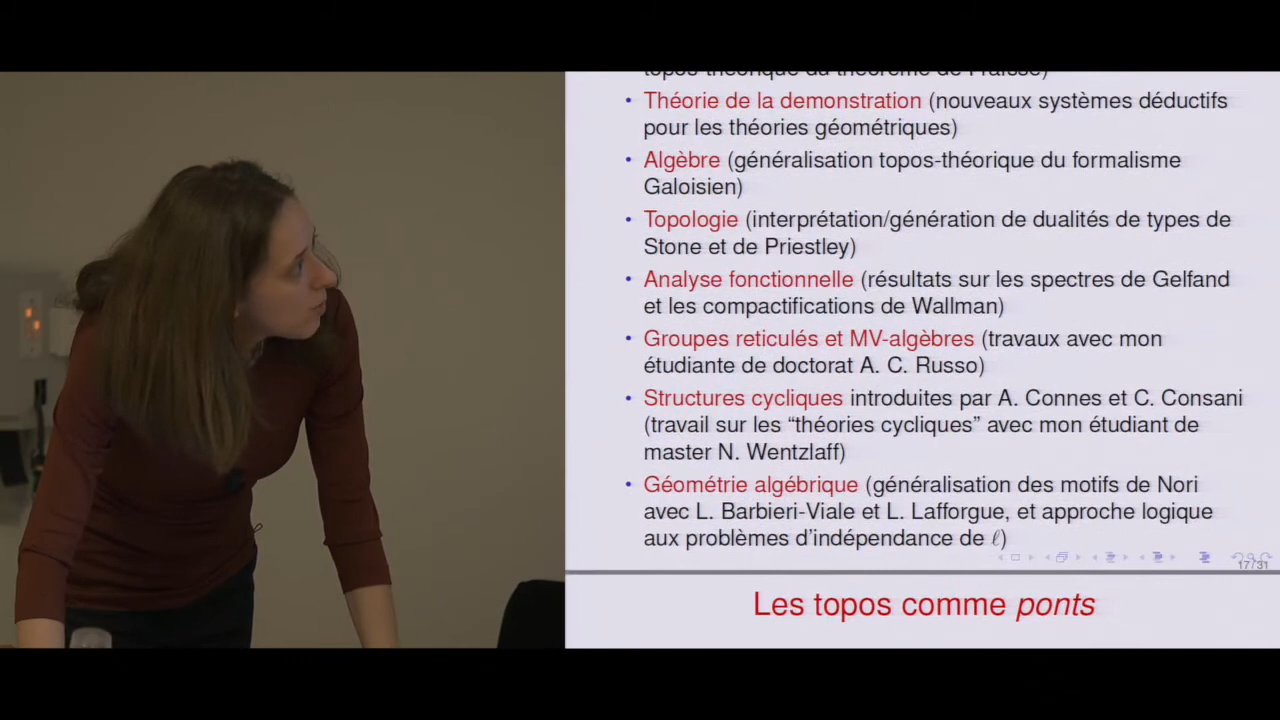 topos-théorique du théorème de Fraïssé)
• Théorie de la demonstration (nouveaux systèmes déductifs
pour les théories géométriques)
• Algèbre (généralisation topos-théorique du formalisme
Galoisien)
• Topologie (interprétation/génération de dualités de types de
Stone et de Priestley)
• Analyse fonctionnelle (résultats sur les spectres de Gelfand
et les compactifications de Wallman)
• Groupes reticulés et MV-algèbres (travaux avec mon
étudiante de doctorat A. C. Russo)
• Structures cycliques introduites par A. Connes et C. Consani
(travail sur les “théories cycliques” avec mon étudiant de
master N. Wentzlaff)
• Géométrie algébrique (généralisation des motifs de Nori
avec L. Barbieri-Viale et L. Lafforgue, et approche logique
aux problèmes d’indépendance de ℓ)
17/31
Les topos comme ponts